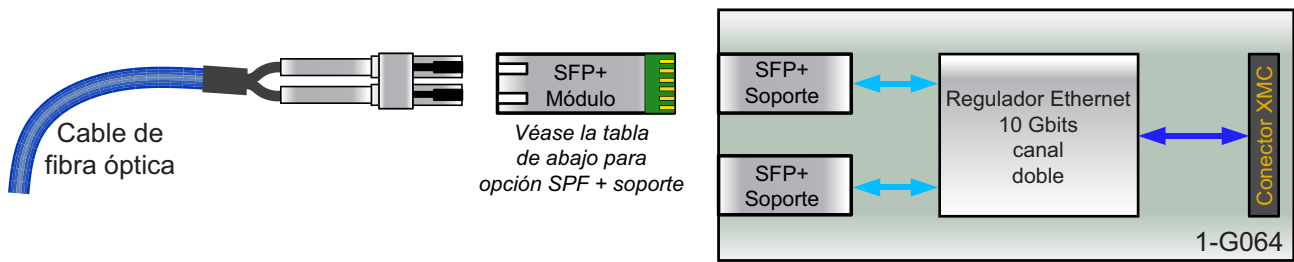 Cable de
fibra óptica
SFP+
Módulo
Véase la tabla
de abajo para
opción SPF + soporte
SFP+
Soporte
SFP+
Soporte
Regulador Ethernet
10 Gbits
canal
doble
Conector XMC
1-G064